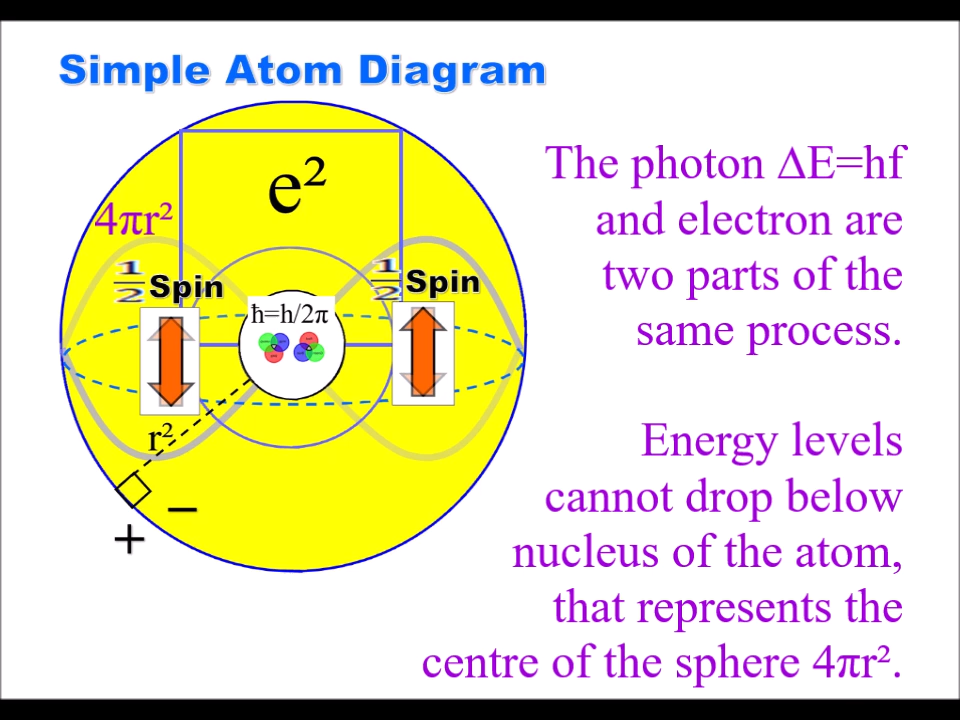 Simple Atom Diagram
e²
4πr²
½ Spin
½ Spin
ħ=h/2π
r²
−
+
The photon ∆E=hf
and electron are
two parts of the
same process.
Energy levels
cannot drop below
nucleus of the atom,
that represents the
centre of the sphere 4πr².